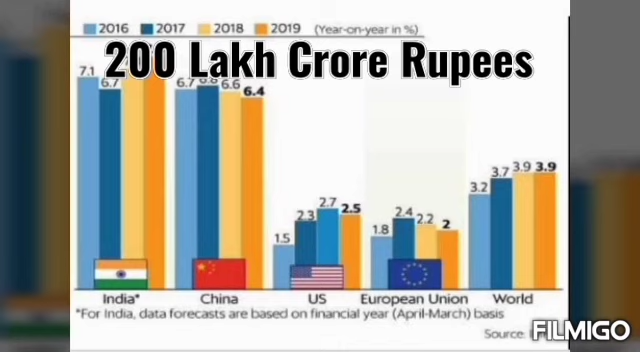 2016 2017 2018 2019 (Year-on-year in %)
200 Lakh Crore Rupees
7.1 6.7 6.7 6.8 6.6 6.4
1.5 2.3 2.7 2.5 1.8 2.4 2.2 2 3.2 3.7 3.9 3.9
India* China US European Union World
*For India, data forecasts are based on financial year (April-March) basis
Source:
FILMIGO